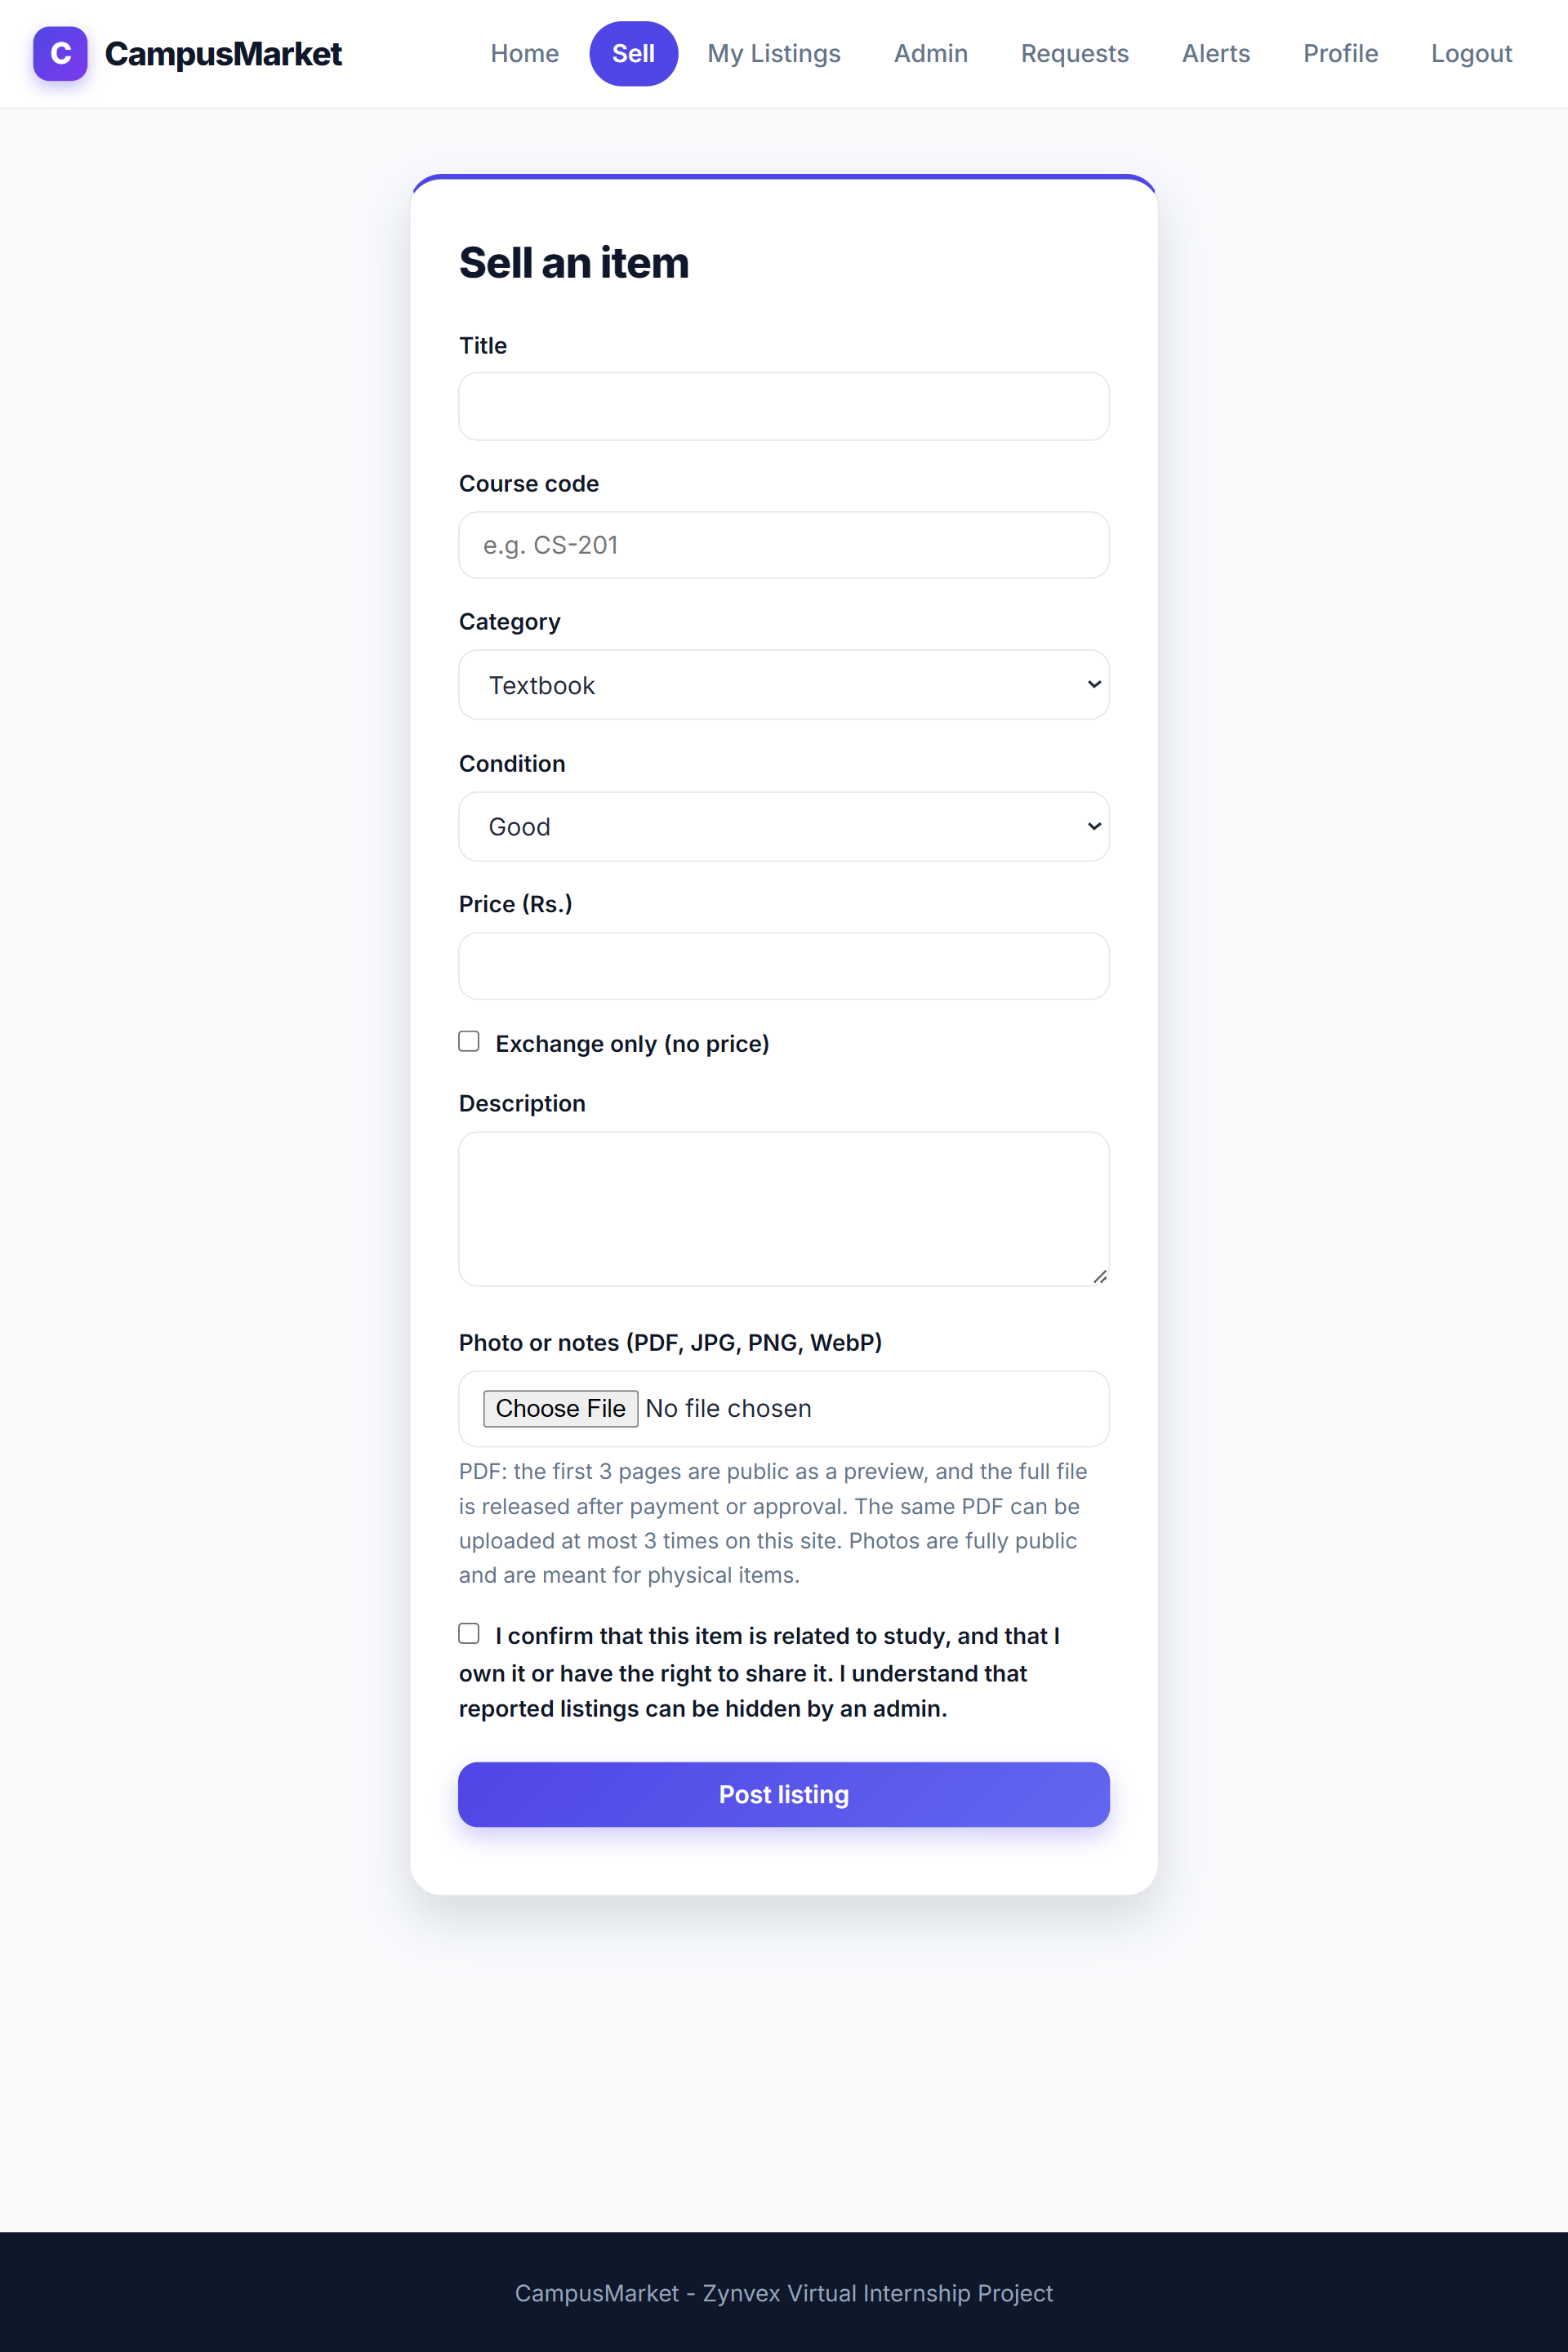 C CampusMarket Home Sell My Listings Admin Requests Alerts Profile Logout
Sell an item
Title
Course code
e.g. CS-201
Category
Textbook
Condition
Good
Price (Rs.)
Exchange only (no price)
Description
Photo or notes (PDF, JPG, PNG, WebP)
Choose File No file chosen
PDF: the first 3 pages are public as a preview, and the full file
is released after payment or approval. The same PDF can be
uploaded at most 3 times on this site. Photos are fully public
and are meant for physical items.
I confirm that this item is related to study, and that I
own it or have the right to share it. I understand that
reported listings can be hidden by an admin.
Post listing
CampusMarket - Zynvex Virtual Internship Project